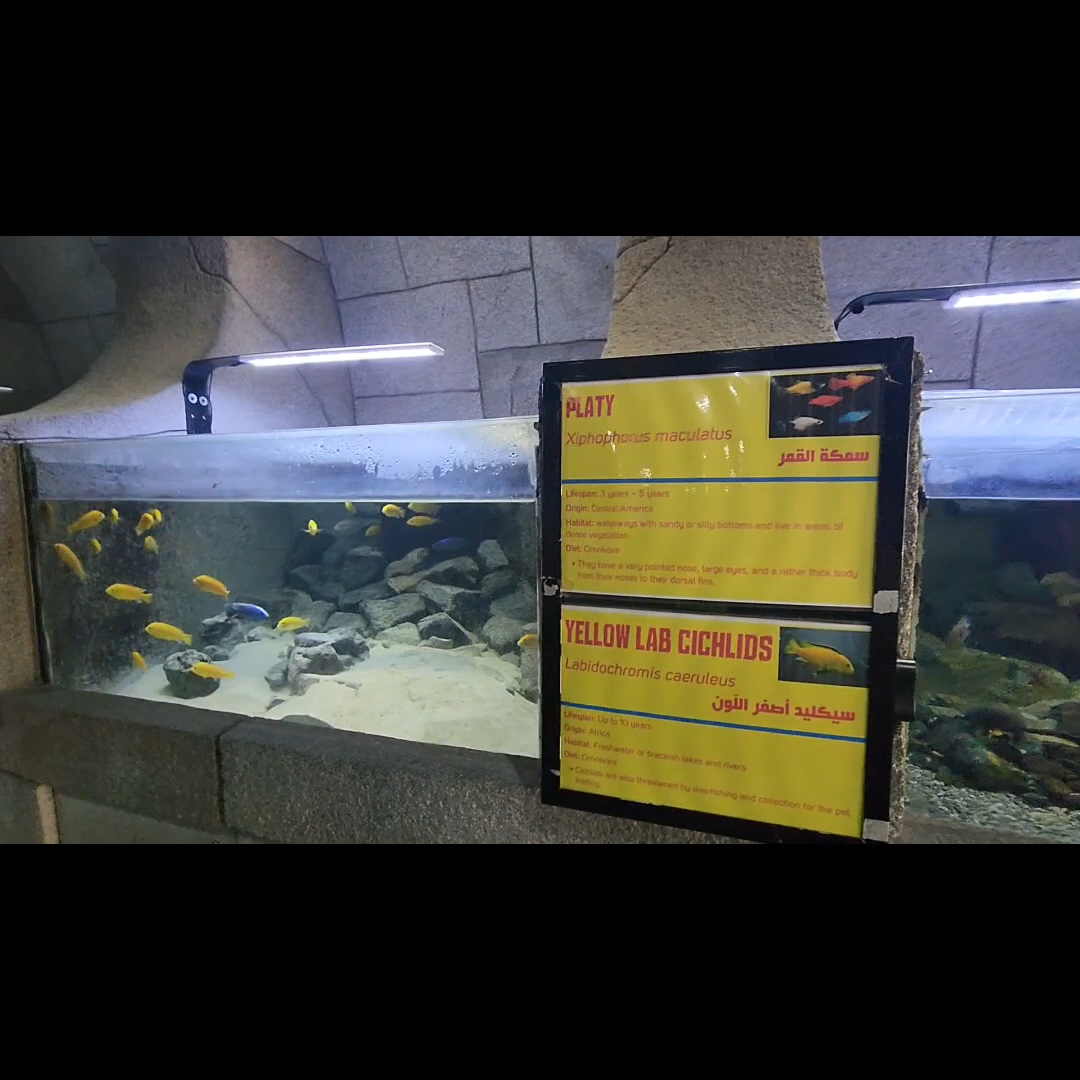 PLATY
Xiphophorus maculatus
سمكة القمر
Lifespan: 3 years - 5 years
Origin: Central America
Habitat: waterways with sandy or silty bottoms and live in areas of
dense vegetation
Diet: Omnivore
• They have a very pointed nose, large eyes, and a rather thick body
from their noses to their dorsal fins.
YELLOW LAB CICHLIDS
Labidochromis caeruleus
سيكليد أصفر اللون
Lifespan: Up to 10 years
Origin: Africa
Habitat: Freshwater or brackish lakes and rivers
Diet: Omnivore
• Cichlids are also threatened by overfishing and collection for the pet
trading.